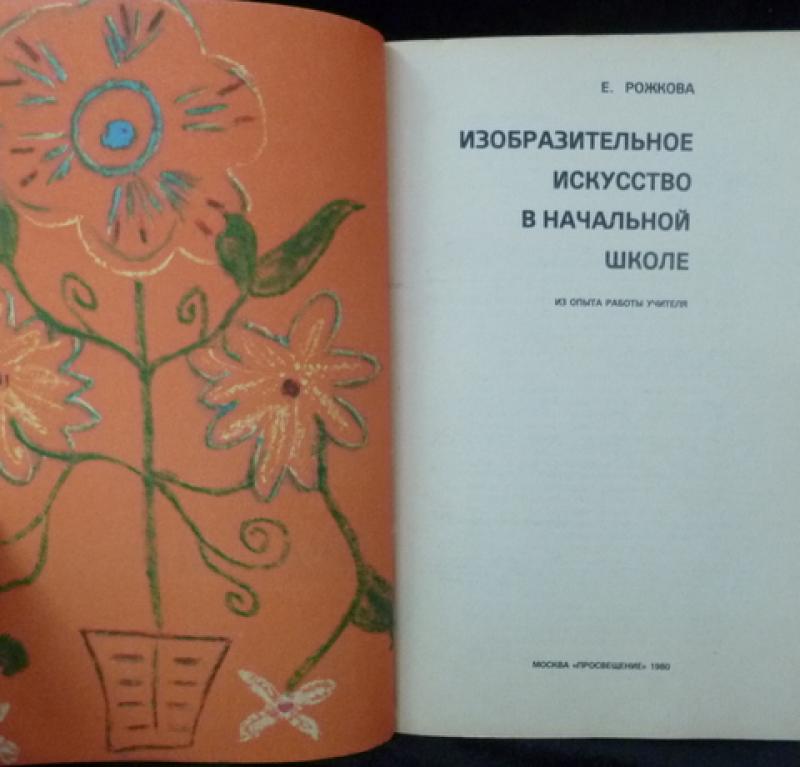 Е. РОЖКОВА
ИЗОБРАЗИТЕЛЬНОЕ
ИСКУССТВО
В НАЧАЛЬНОЙ
ШКОЛЕ
ИЗ ОПЫТА РАБОТЫ УЧИТЕЛЯ
МОСКВА «ПРОСВЕЩЕНИЕ» 1980